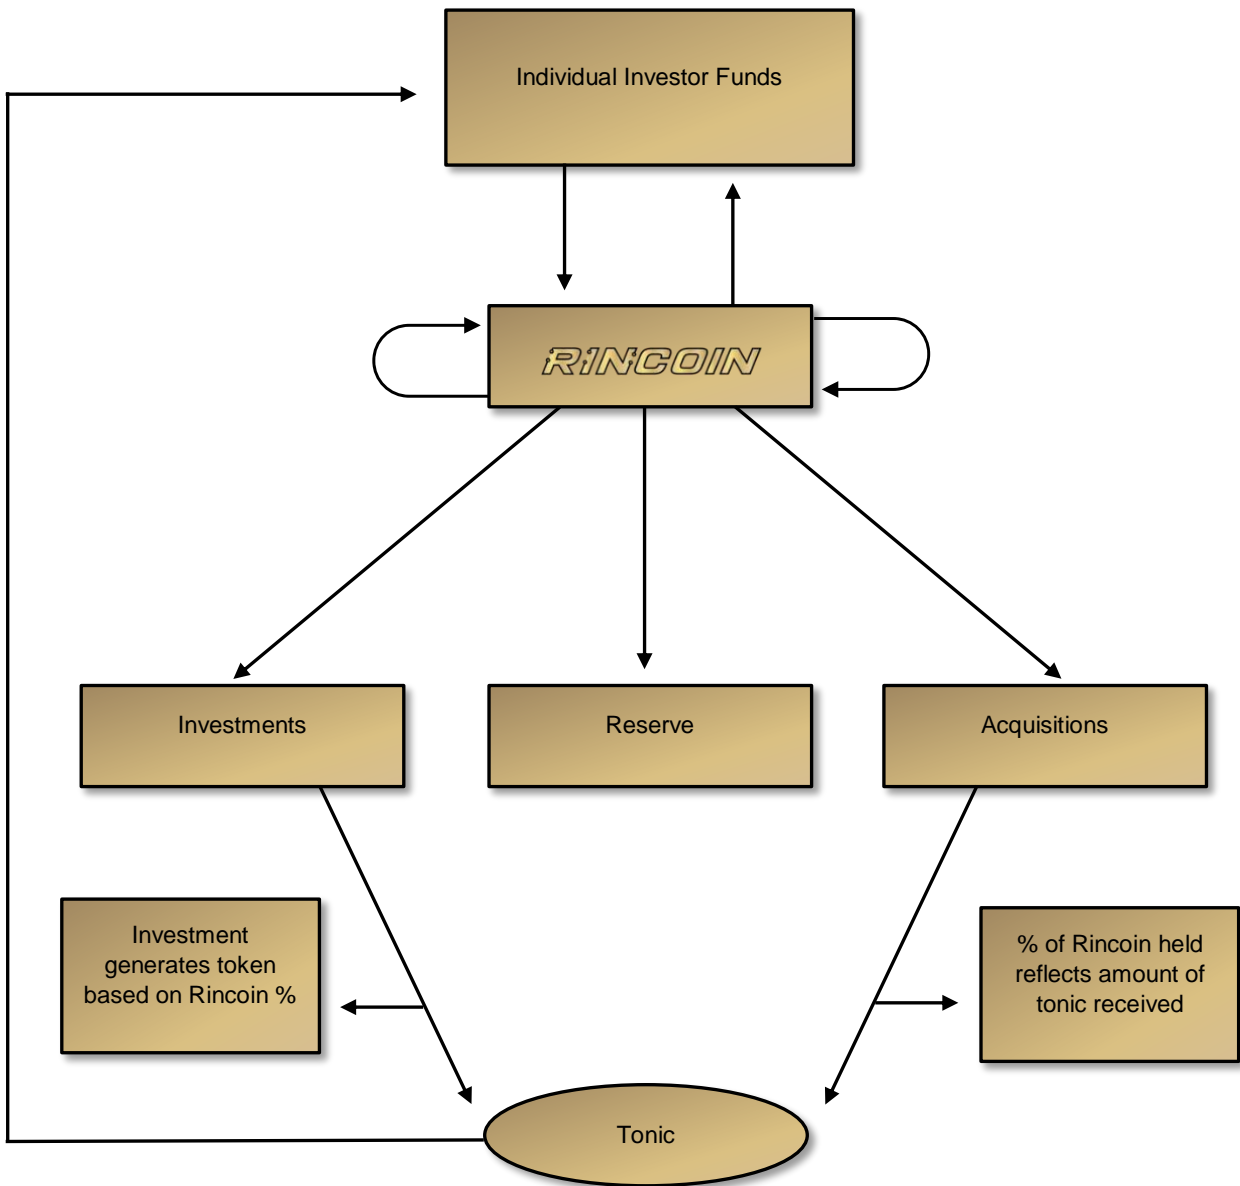 Individual Investor Funds
RINCOIN
Investments
Reserve
Acquisitions
Investment
generates token
based on Rincoin %
% of Rincoin held
reflects amount of
tonic received
Tonic